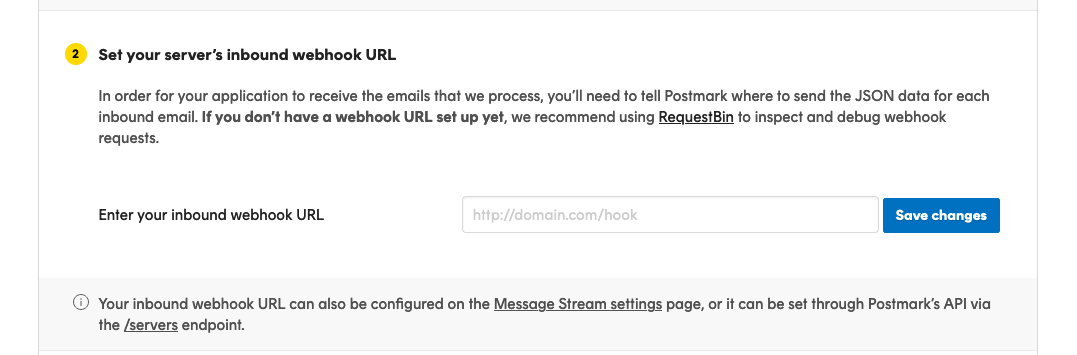 2 Set your server's inbound webhook URL
In order for your application to receive the emails that we process, you'll need to tell Postmark where to send the JSON data for each
inbound email. If you don't have a webhook URL set up yet, we recommend using RequestBin to inspect and debug webhook
requests.
Enter your inbound webhook URL http://domain.com/hook Save changes
Your inbound webhook URL can also be configured on the Message Stream settings page, or it can be set through Postmark's API via
the /servers endpoint.